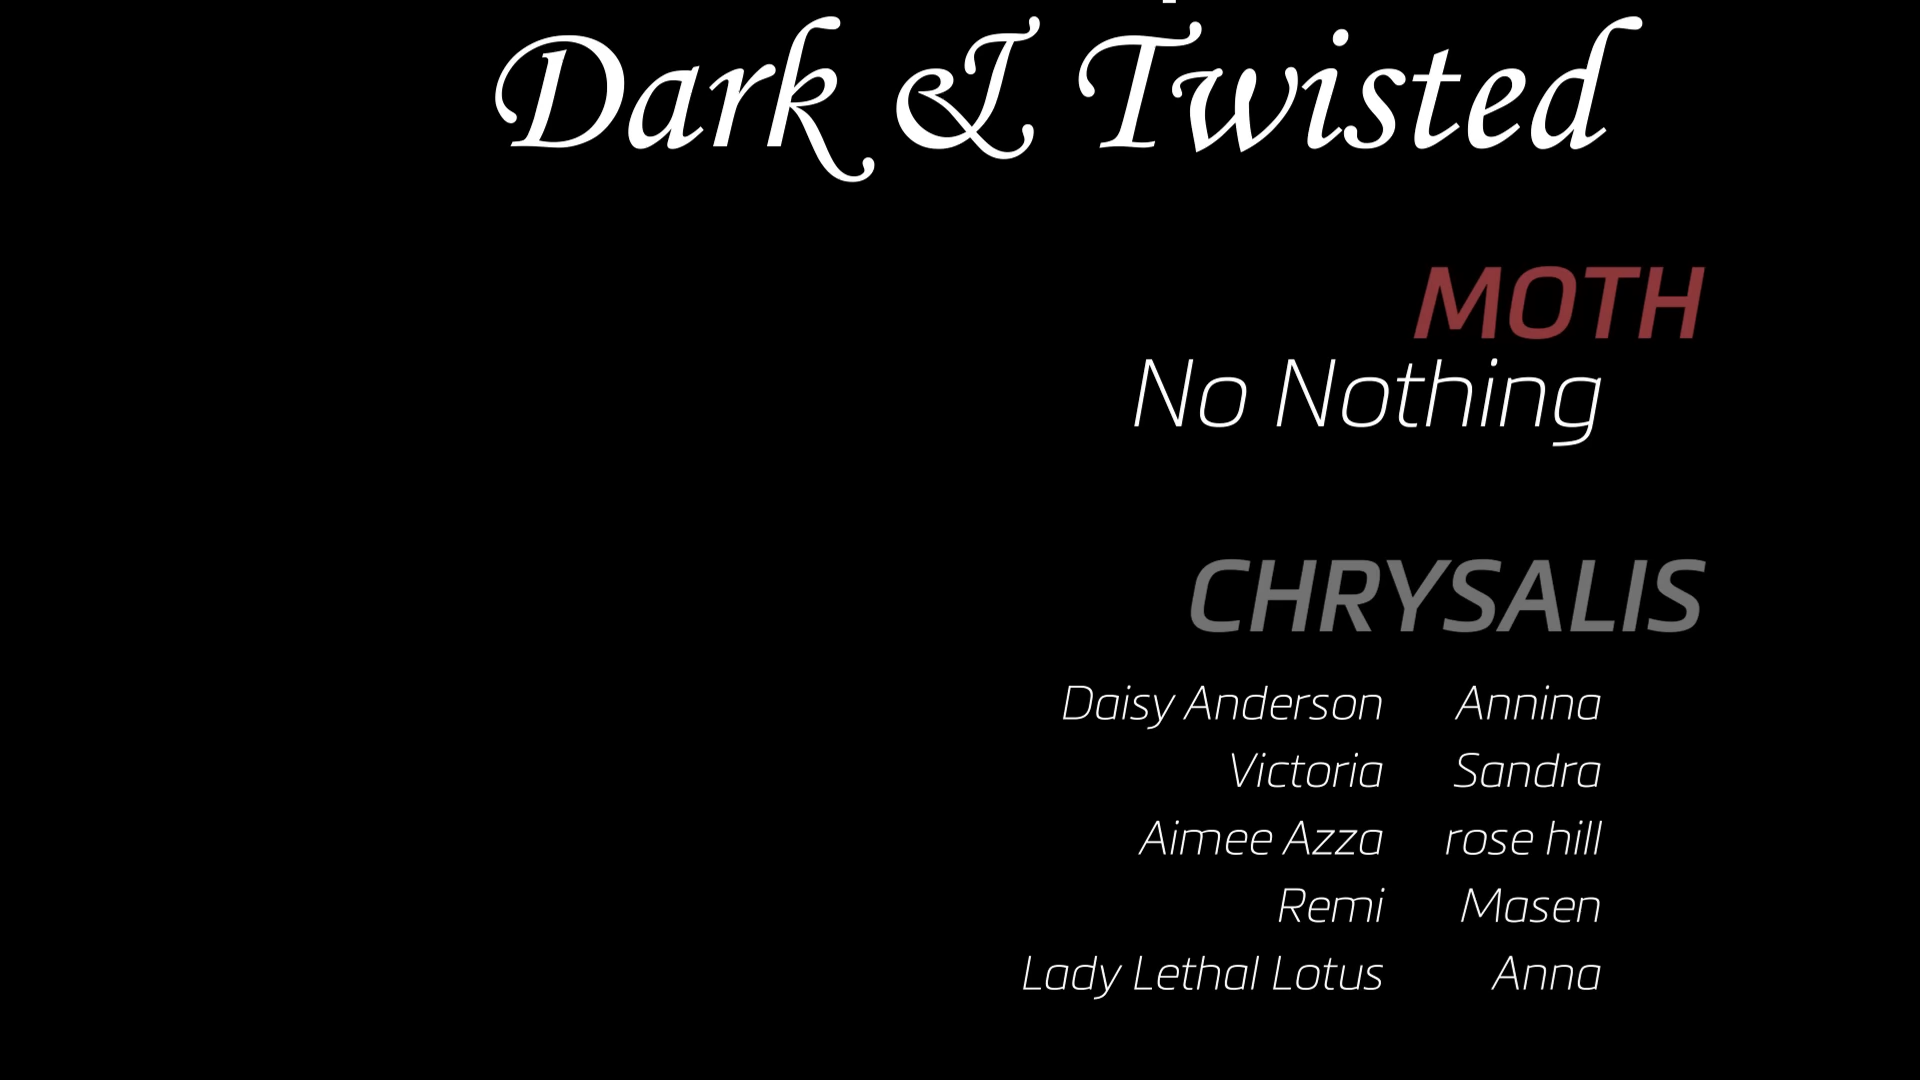 Dark & Twisted
MOTH
No Nothing
CHRYSALIS
Daisy Anderson Annina
Victoria Sandra
Aimee Azza rose hill
Remi Masen
Lady Lethal Lotus Anna